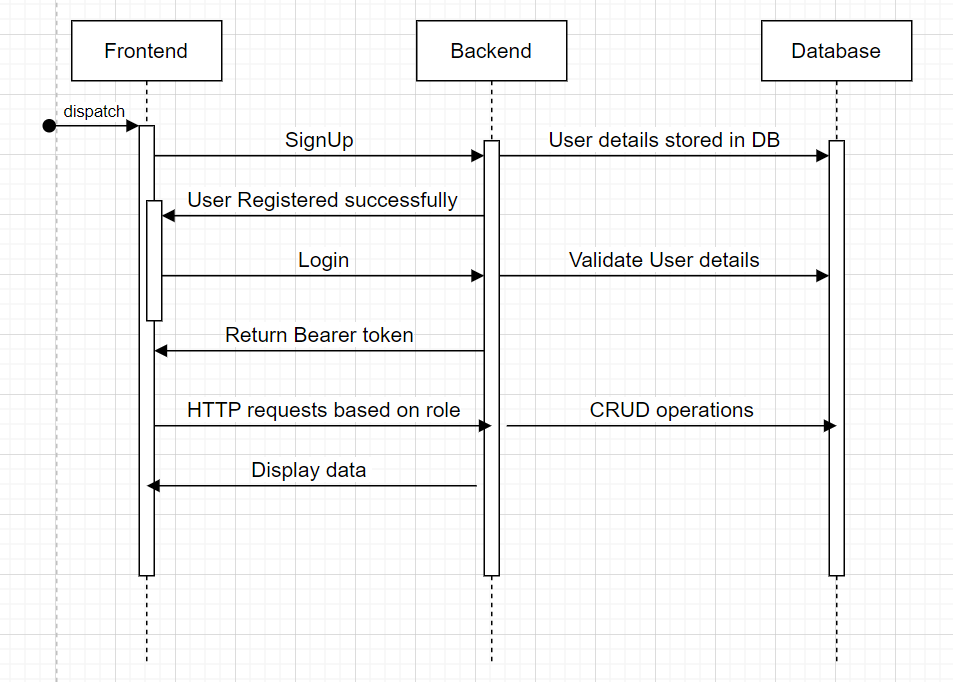 Frontend
Backend
Database
dispatch
SignUp
User details stored in DB
User Registered successfully
Login
Validate User details
Return Bearer token
HTTP requests based on role
CRUD operations
Display data